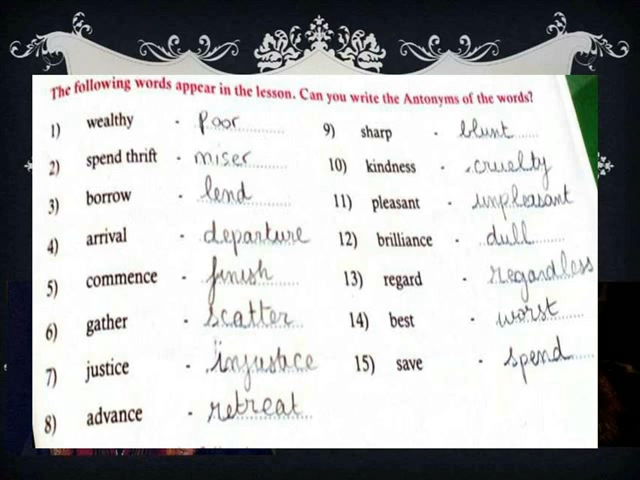 The following words appear in the lesson. Can you write the Antonyms of the words?
1) wealthy - poor
2) spend thrift - miser
3) borrow - lend
4) arrival - departure
5) commence - finish
6) gather - scatter
7) justice - injustice
8) advance - retreat
9) sharp - blunt
10) kindness - cruelty
11) pleasant - unpleasant
12) brilliance - dull
13) regard - regardless
14) best - worst
15) save - spend